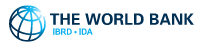 THE WORLD BANK
IBRD • IDA